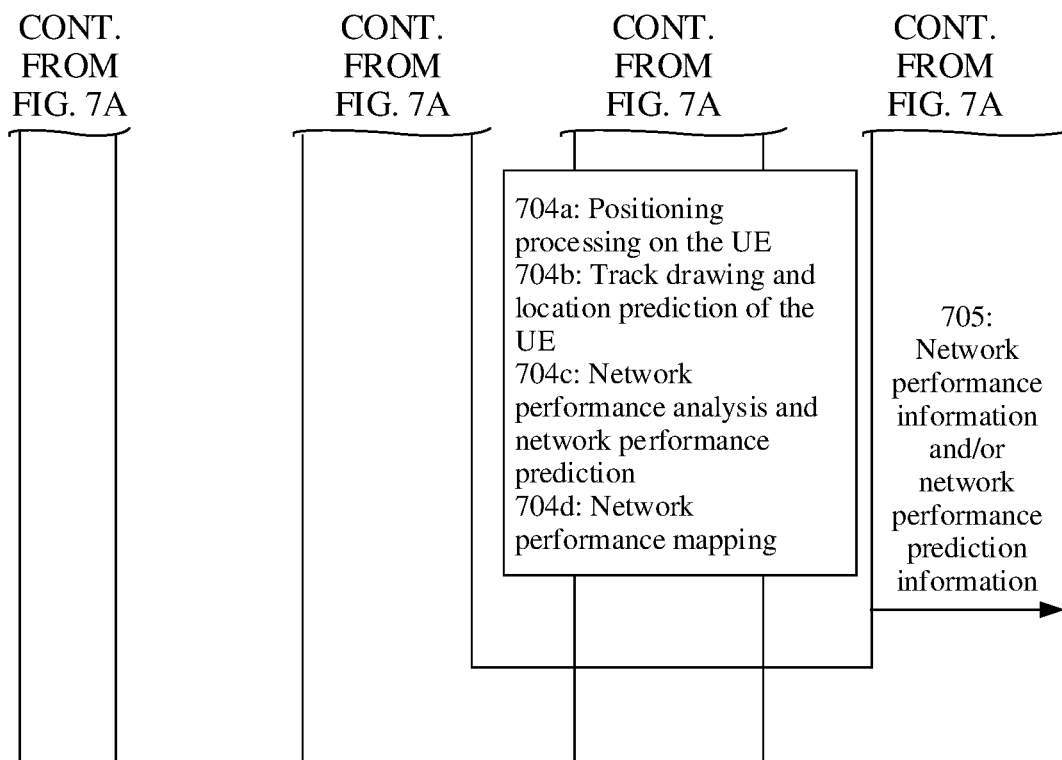 CONT.
FROM
FIG. 7A
CONT.
FROM
FIG. 7A
CONT.
FROM
FIG. 7A
CONT.
FROM
FIG. 7A
704a: Positioning
processing on the UE
704b: Track drawing and
location prediction of the
UE
704c: Network
performance analysis and
network performance
prediction
704d: Network
performance mapping
705:
Network
performance
information
and/or
network
performance
prediction
information